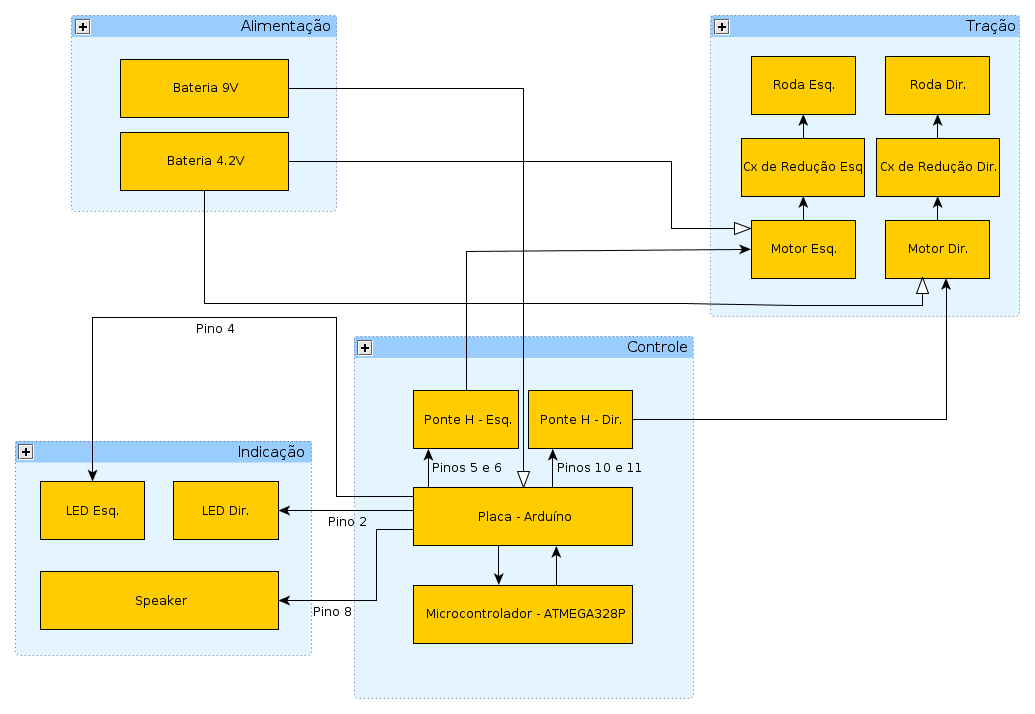 Alimentação
Bateria 9V
Bateria 4.2V
Tração
Roda Esq.
Roda Dir.
Cx de Redução Esq
Cx de Redução Dir.
Motor Esq.
Motor Dir.
Pino 4
Controle
Ponte H - Esq.
Ponte H - Dir.
Pinos 5 e 6
Pinos 10 e 11
Placa - Arduíno
Microcontrolador - ATMEGA328P
Indicação
LED Esq.
LED Dir.
Pino 2
Speaker
Pino 8